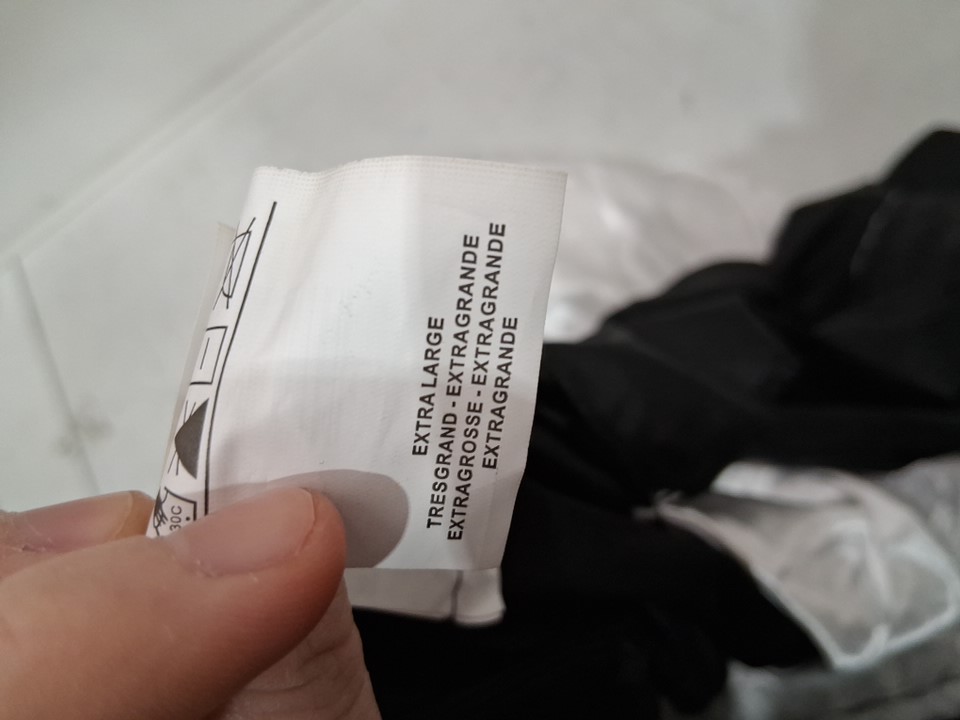 EXTRA LARGE
TRESGRAND - EXTRAGRANDE
EXTRAGROSSE - EXTRAGRANDE
EXTRAGRANDE
30C